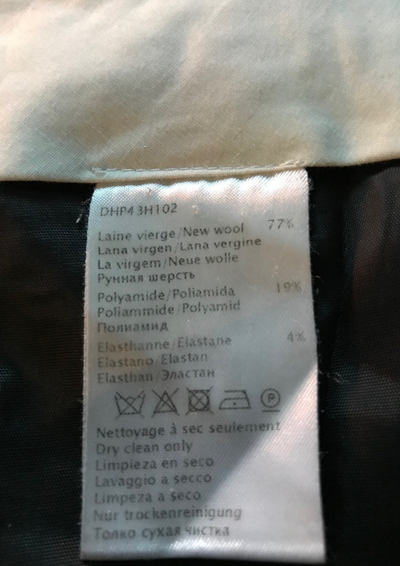 DHP43H102
Laine vierge/New wool 77%
Lana virgen/Lana vergine
La virgem/Neue wolle
Рунная шерсть
Polyamide/Poliamida 19%
Poliammide/Polyamid
Полиамид
Elasthanne/Elastane 4%
Elastano/Elastan
Elasthan/Эластан
P
Nettoyage à sec seulement
Dry clean only
Limpieza en seco
Lavaggio a secco
Limpeza a seco
Nur trockenreinigung
Только сухая чистка